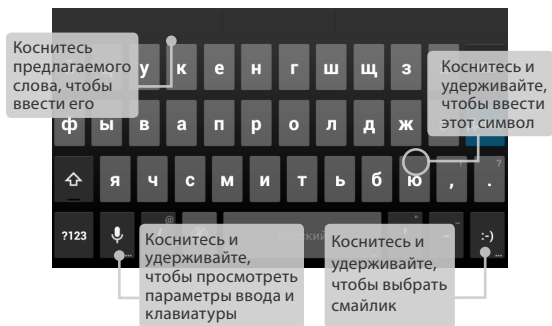 Коснитесь
предлагаемого
слова, чтобы
ввести его
у к е н г ш щ з
Коснитесь и
удерживайте,
чтобы ввести
этот символ
ф ы в а п р о л д ж
я ч с м и т ь б ю , ! . ?
?123 @ " - :-)
Коснитесь и
удерживайте,
чтобы просмотреть
параметры ввода и
клавиатуры
Коснитесь и
удерживайте,
чтобы выбрать
смайлик